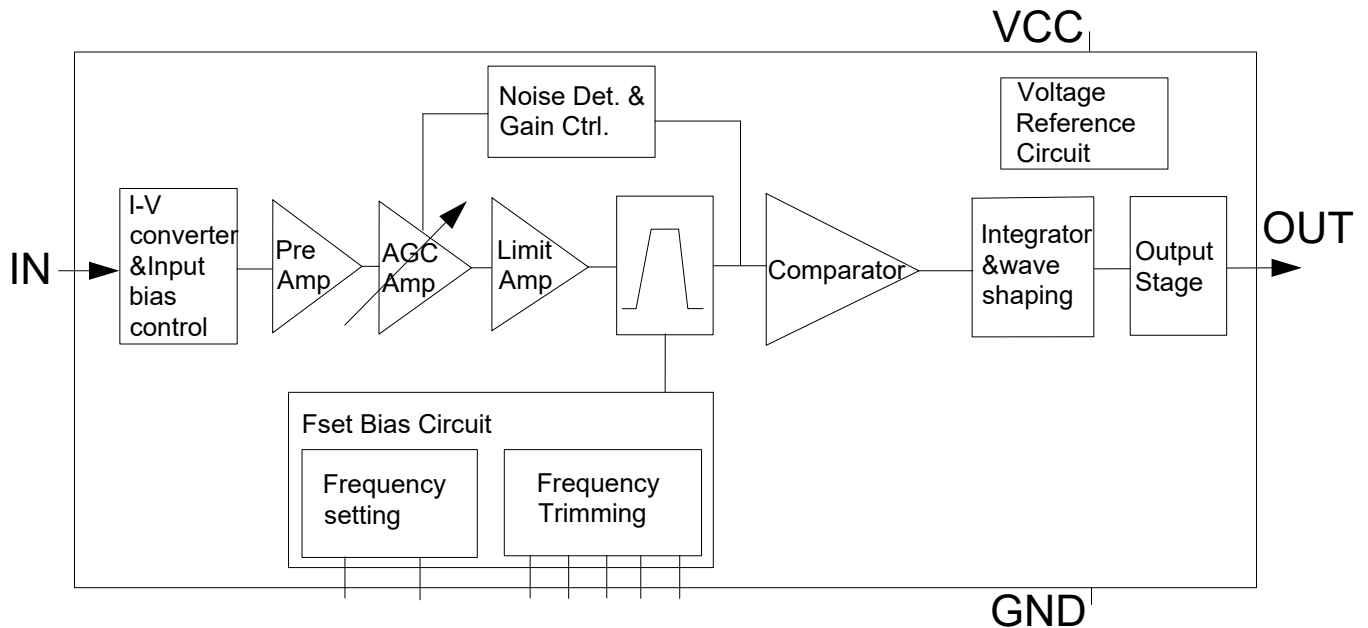 VCC
Noise Det. &
Gain Ctrl.
Voltage
Reference
Circuit
IN
I-V
converter
&Input
bias
control
Pre
Amp
AGC
Amp
Limit
Amp
Comparator
Integrator
&wave
shaping
Output
Stage
OUT
Fset Bias Circuit
Frequency
setting
Frequency
Trimming
GND